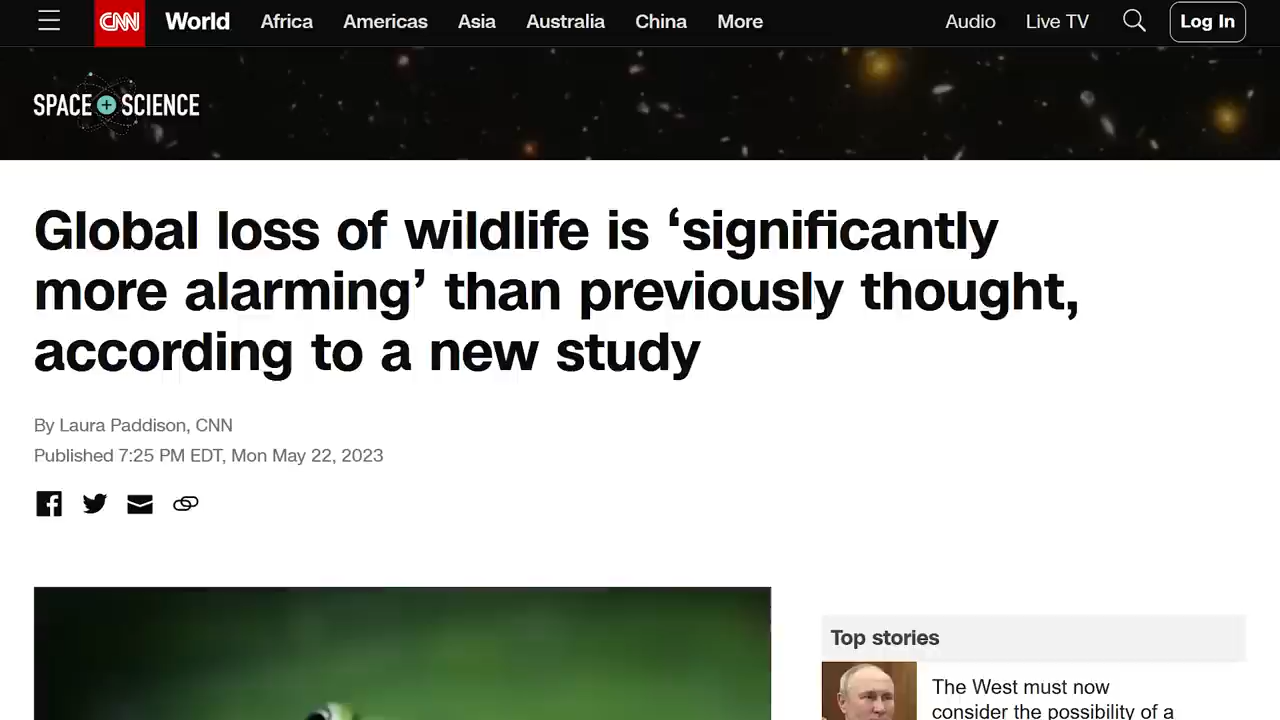 CNN World Africa Americas Asia Australia China More Audio Live TV Log In
SPACE + SCIENCE
Global loss of wildlife is ‘significantly
more alarming’ than previously thought,
according to a new study
By Laura Paddison, CNN
Published 7:25 PM EDT, Mon May 22, 2023
Top stories
The West must now
consider the possibility of a